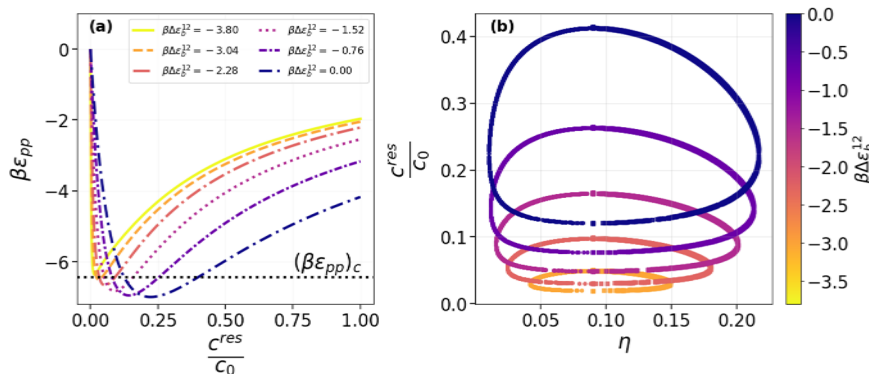 (a)
βΔε_b^12 = −3.80
βΔε_b^12 = −3.04
βΔε_b^12 = −2.28
βΔε_b^12 = −1.52
βΔε_b^12 = −0.76
βΔε_b^12 = 0.00
0
−2
−4
−6
βε_pp
(βε_pp)_c
0.00 0.25 0.50 0.75 1.00
c^res
c_0
(b)
0.4
0.3
0.2
0.1
0.0
c^res
c_0
0.05 0.10 0.15 0.20
η
0.0
−0.5
−1.0
−1.5
−2.0
−2.5
−3.0
−3.5
βΔε_b^12